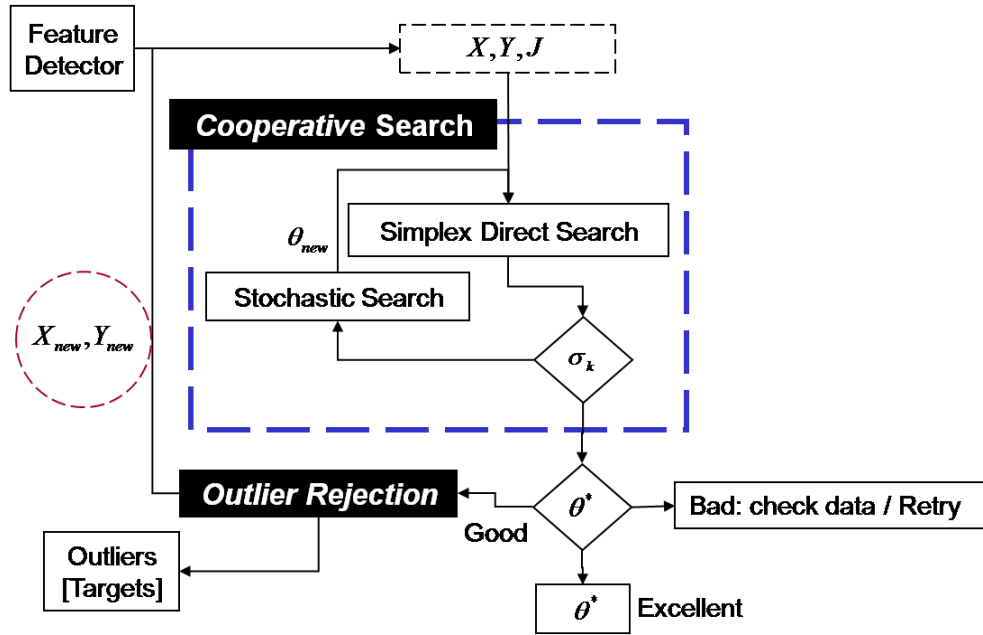 Feature
Detector
X, Y, J
Cooperative Search
Simplex Direct Search
θnew
Stochastic Search
Xnew, Ynew
σk
Outlier Rejection
θ*
Bad: check data / Retry
Good
Outliers
[Targets]
θ*
Excellent